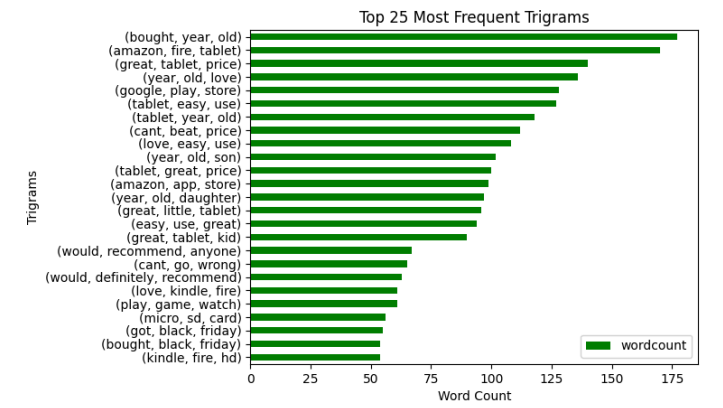 Top 25 Most Frequent Trigrams
(bought, year, old)
(amazon, fire, tablet)
(great, tablet, price)
(year, old, love)
(google, play, store)
(tablet, easy, use)
(tablet, year, old)
(cant, beat, price)
(love, easy, use)
(year, old, son)
(tablet, great, price)
(amazon, app, store)
(year, old, daughter)
(great, little, tablet)
(easy, use, great)
(great, tablet, kid)
(would, recommend, anyone)
(cant, go, wrong)
(would, definitely, recommend)
(love, kindle, fire)
(play, game, watch)
(micro, sd, card)
(got, black, friday)
(bought, black, friday)
(kindle, fire, hd)
Trigrams
wordcount
0 25 50 75 100 125 150 175
Word Count